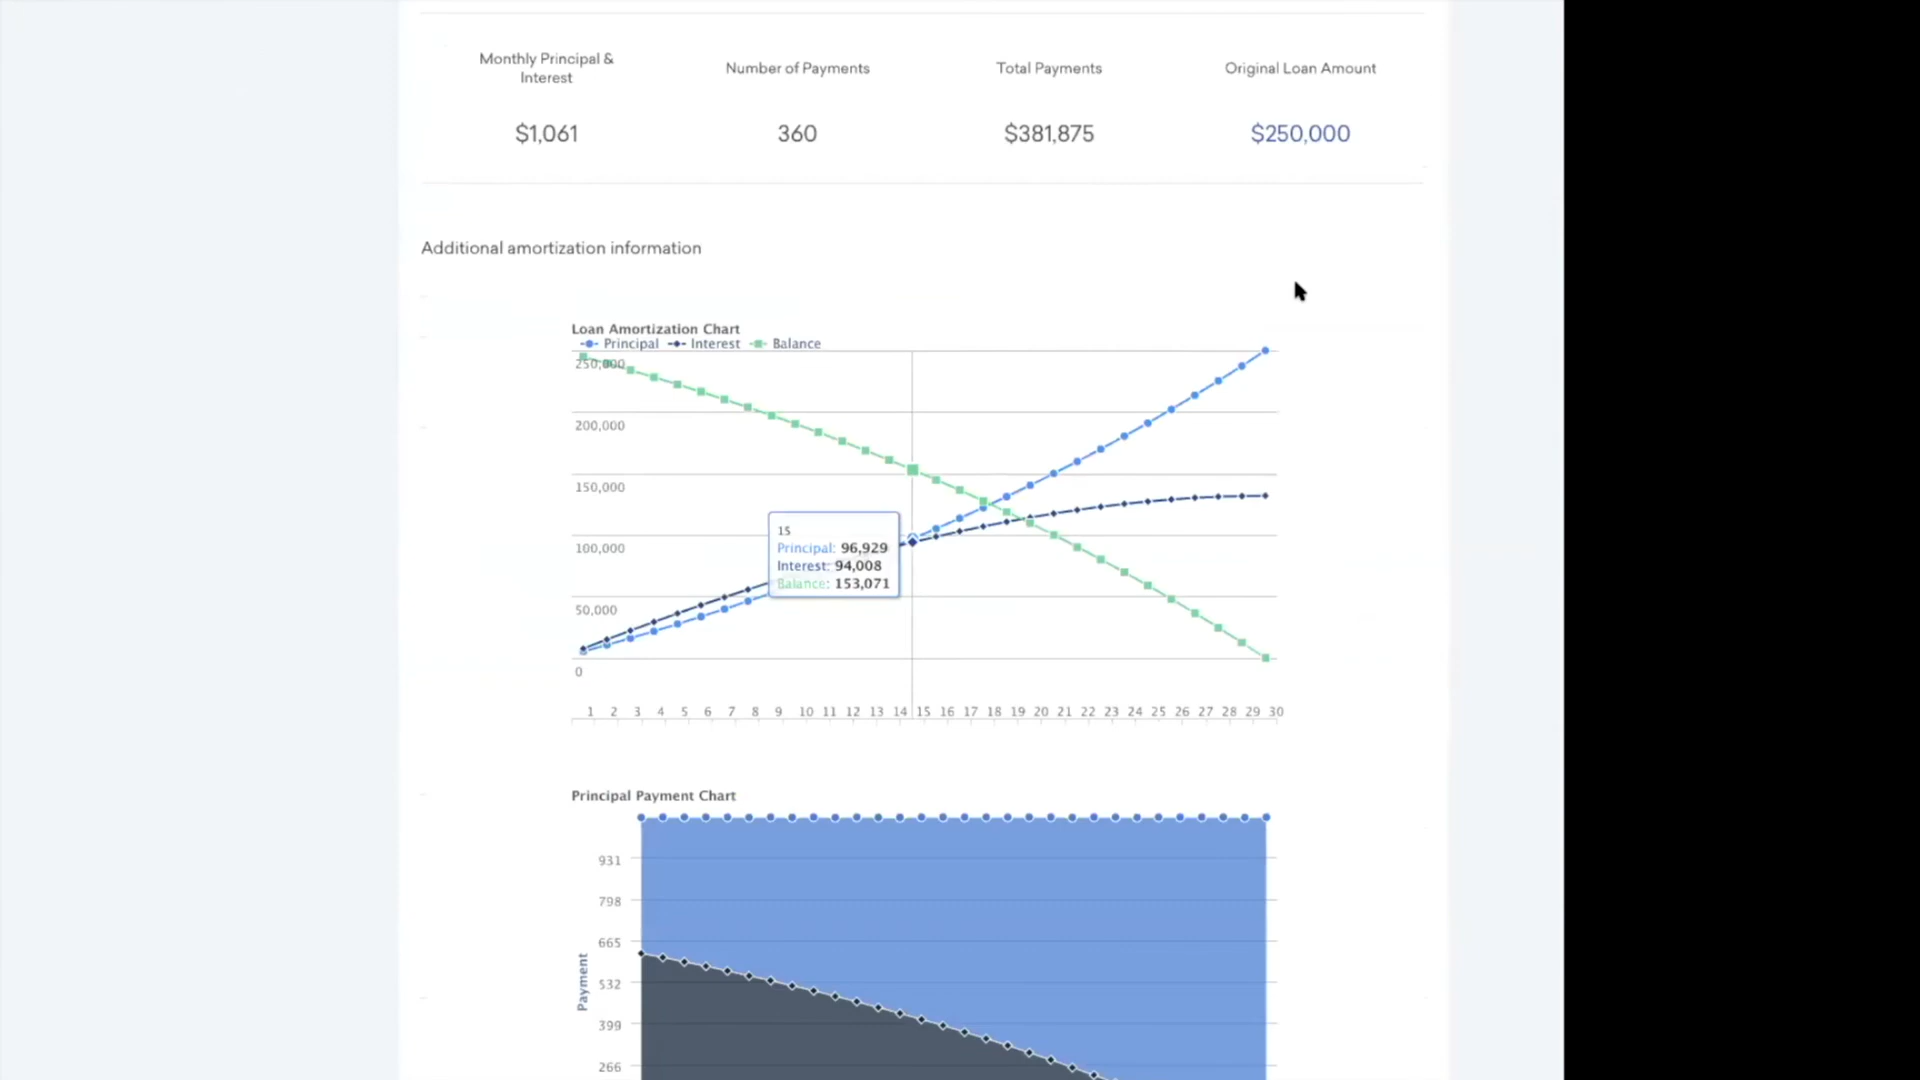 Monthly Principal &
Interest
Number of Payments
Total Payments
Original Loan Amount
$1,061
360
$381,875
$250,000
Additional amortization information
Loan Amortization Chart
Principal Interest Balance
250,000
200,000
150,000
100,000
50,000
0
15
Principal: 96,929
Interest: 94,008
Balance: 153,071
1 2 3 4 5 6 7 8 9 10 11 12 13 14 15 16 17 18 19 20 21 22 23 24 25 26 27 28 29 30
Principal Payment Chart
Payment
931
798
665
532
399
266